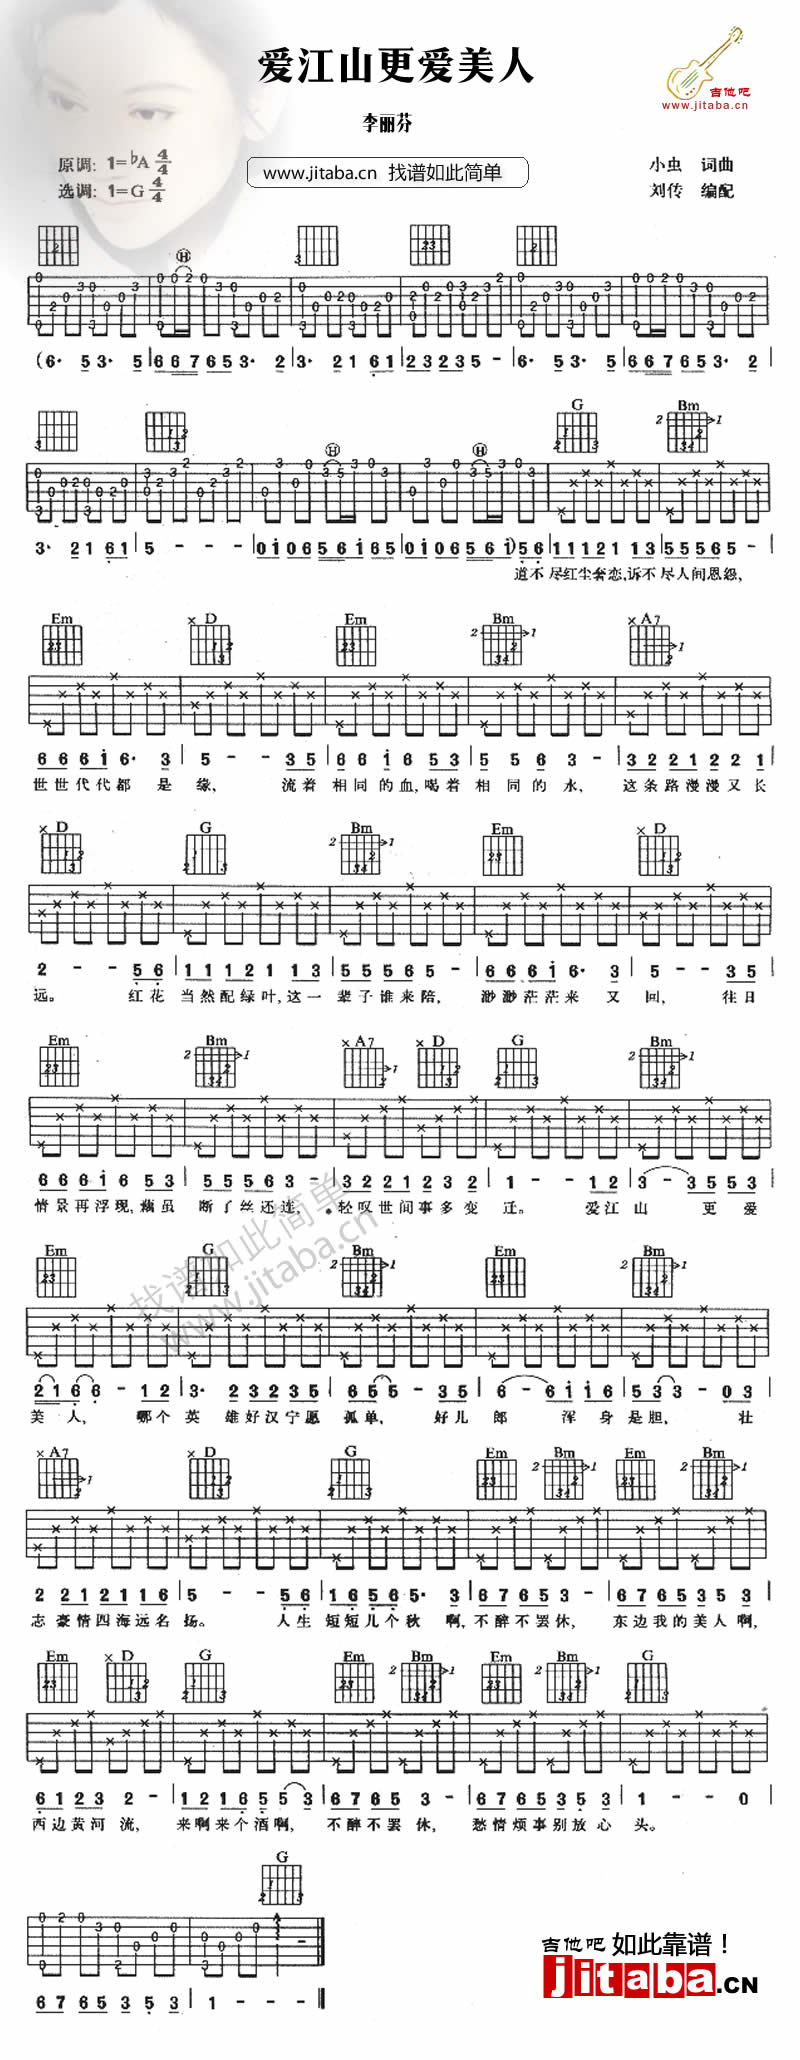 爱江山更爱美人
吉他吧
www.jitaba.cn
李丽芬
原调: 1=♭A 4/4
www.jitaba.cn 找谱如此简单
小虫 词曲
选调: 1=G 4/4
刘传 编配
(6· 5 3· 5 | 6 6 7 6 5 3· 2 | 3· 2 1 6 1 | 2 3 2 3 5 - | 6· 5 3· 5 | 6 6 7 6 5 3· 2 |
G Bm
3· 2 1 6 1 | 5 - - - | 0 i 0 6 5 6 i 6 5 | 0 i 0 6 5 6 i) 5 6 | 1 1 1 2 1 1 3 | 5 5 5 6 5 - |
道不 尽红尘奢恋,诉不 尽人间恩怨,
Em D Em Bm A7
6 6 6 i 6· 3 | 5 - - 3 5 | 6 6 i 6 5 3 | 5 5 6 3 - | 3 2 2 1 2 2 1 |
世世代代都 是 缘, 流着 相同的血,喝着 相同的水, 这条路漫漫又长
D G Bm Em D
2 - - 5 6 | 1 1 1 2 1 1 3 | 5 5 5 6 5 - | 6 6 6 i 6· 3 | 5 - - 3 5 |
远。 红花 当然配绿叶,这一 辈子谁来陪, 渺渺茫茫来 又 回, 往日
Em Bm A7 D G Bm
6 6 6 i 6 5 3 | 5 5 5 6 3 - | 3 2 2 1 2 3 2 | 1 - - 1 2 | 3 - 3 5 5 3 |
情景再浮现,藕虽 断了丝还连, 轻叹世间事多变 迁。 爱江山 更爱
找谱如此简单
www.jitaba.cn
Em G Bm Em Bm
2 1 6 6 - 1 2 | 3· 2 3 2 3 5 | 6 5 5 - 3 5 | 6 - 6 i i 6 | 5 3 3 - 0 3 |
美人, 哪个 英 雄好汉宁愿 孤单, 好儿 郎 浑身 是胆, 壮
A7 D G Em Bm Em Bm
2 2 1 2 1 1 6 | 5 - - 5 6 | 1 6 5 6 5· 3 | 6 7 6 5 3 - | 6 7 6 5 3 5 3 |
志豪情四海远名 扬。 人生 短短几个秋 啊,不醉不罢休, 东边我的美人啊,
Em D G Em Bm Em Bm G
6 1 2 3 2 - | 1 2 1 6 5 5 3 | 6 7 6 5 3 - | 6 7 6 5 3 5 3 | 1 - - 0 |
西边黄河流, 来啊来个酒啊, 不醉不罢休, 愁情烦事别放心 头。
G
吉他吧 如此靠谱！
jitaba.CN
6 7 6 5 3 5 3 | 1 - - - ‖